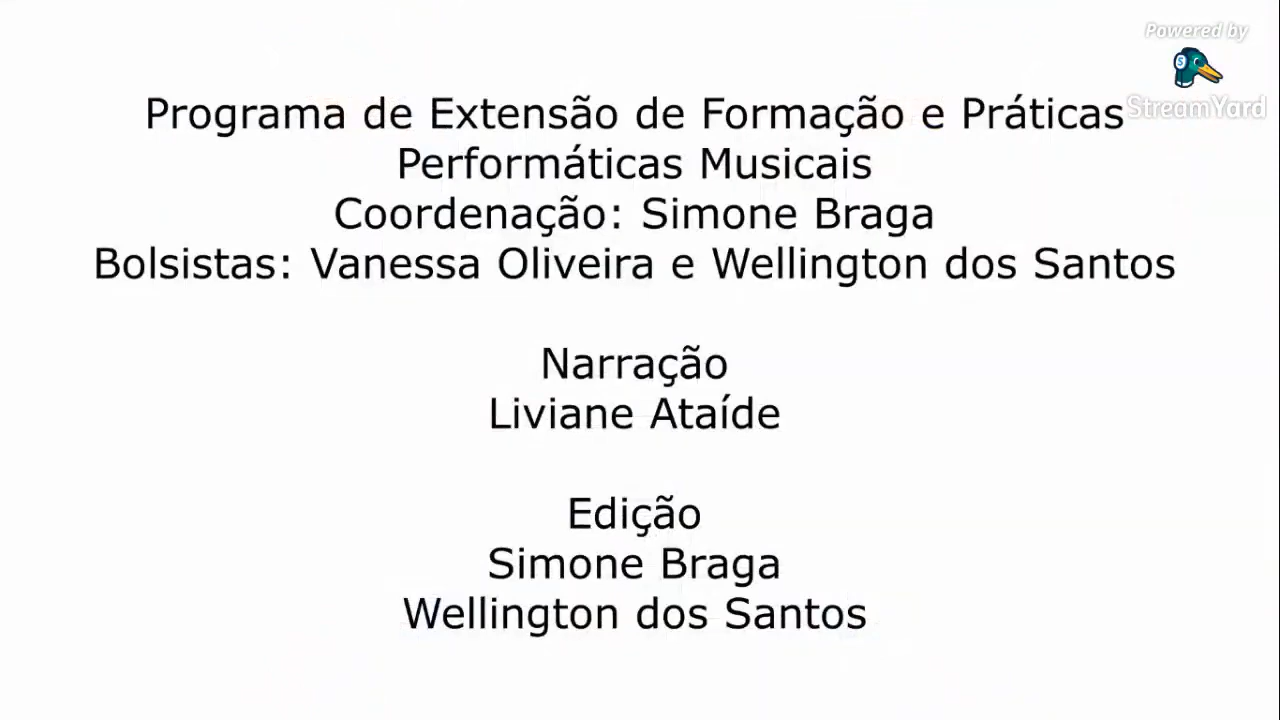 Powered by
StreamYard
Programa de Extensão de Formação e Práticas
Performáticas Musicais
Coordenação: Simone Braga
Bolsistas: Vanessa Oliveira e Wellington dos Santos
Narração
Liviane Ataíde
Edição
Simone Braga
Wellington dos Santos